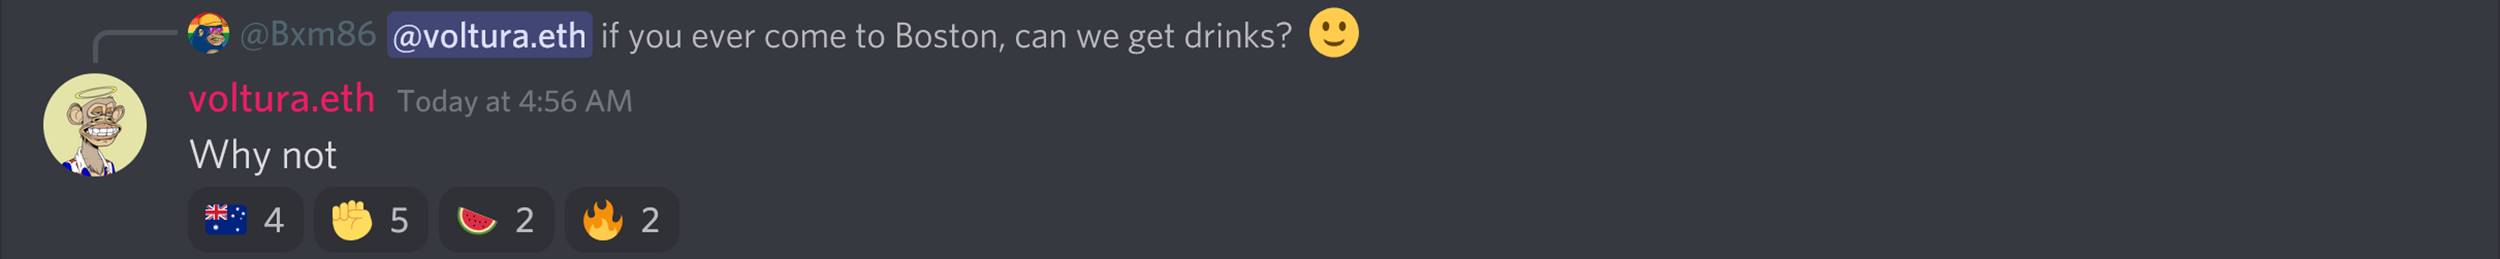 @Bxm86 @voltura.eth if you ever come to Boston, can we get drinks? 🙂
voltura.eth Today at 4:56 AM
Why not
4 5 2 2